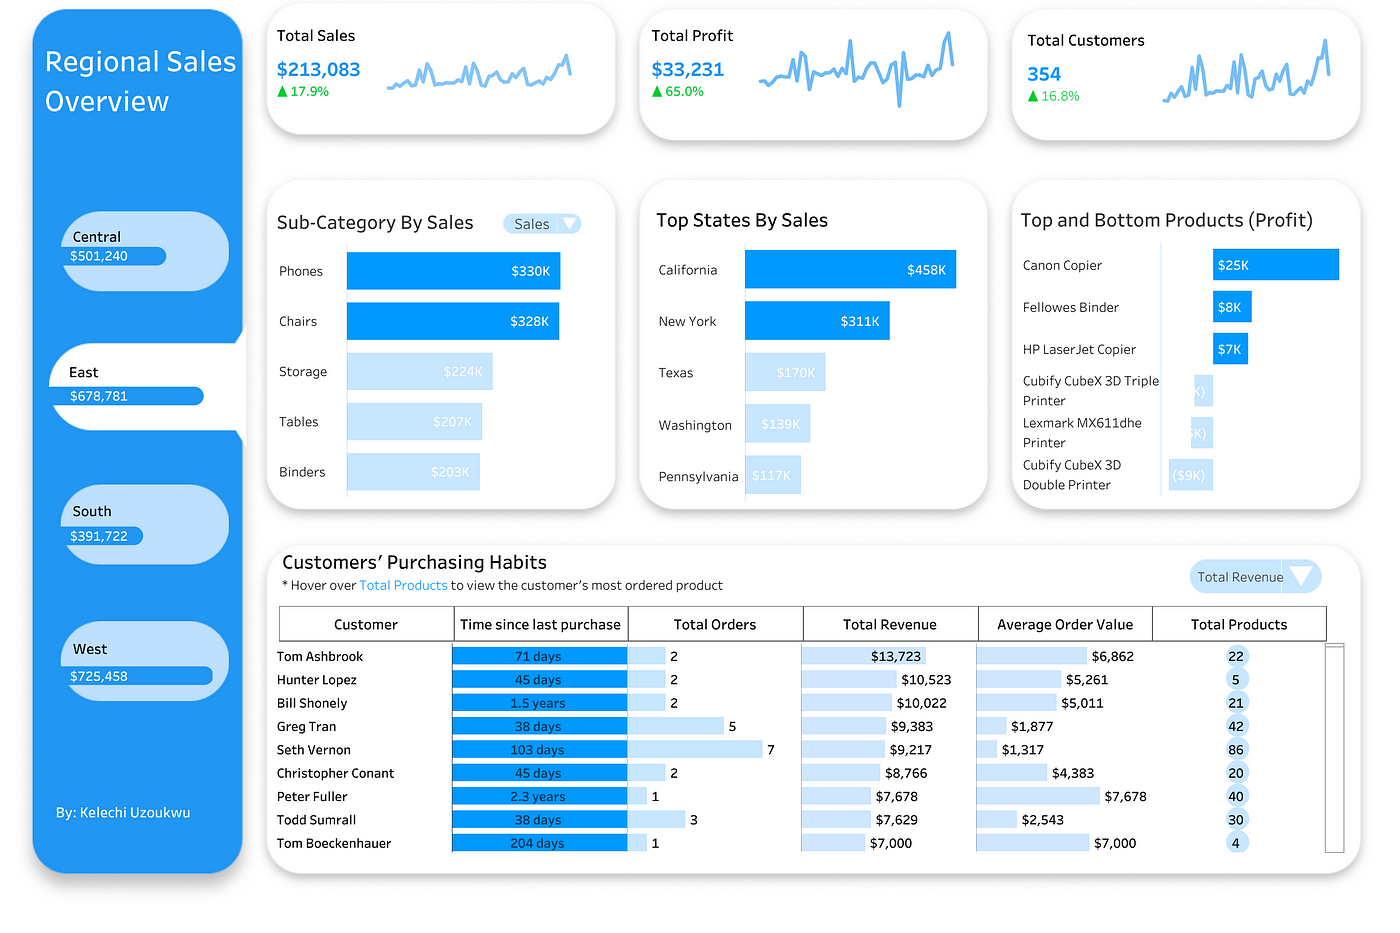 Regional Sales
Overview
Central
$501,240
East
$678,781
South
$391,722
West
$725,458
By: Kelechi Uzoukwu
Total Sales
$213,083
▲ 17.9%
Total Profit
$33,231
▲ 65.0%
Total Customers
354
▲ 16.8%
Sub-Category By Sales
Sales
Phones $330K
Chairs $328K
Storage $224K
Tables $207K
Binders $203K
Top States By Sales
California $458K
New York $311K
Texas $170K
Washington $139K
Pennsylvania $117K
Top and Bottom Products (Profit)
Canon Copier $25K
Fellowes Binder $8K
HP LaserJet Copier $7K
Cubify CubeX 3D Triple
Printer
K)
Lexmark MX611dhe
Printer
K)
Cubify CubeX 3D
Double Printer
($9K)
Customers’ Purchasing Habits
* Hover over Total Products to view the customer’s most ordered product
Total Revenue
Customer Time since last purchase Total Orders Total Revenue Average Order Value Total Products
Tom Ashbrook 71 days 2 $13,723 $6,862 22
Hunter Lopez 45 days 2 $10,523 $5,261 5
Bill Shonely 1.5 years 2 $10,022 $5,011 21
Greg Tran 38 days 5 $9,383 $1,877 42
Seth Vernon 103 days 7 $9,217 $1,317 86
Christopher Conant 45 days 2 $8,766 $4,383 20
Peter Fuller 2.3 years 1 $7,678 $7,678 40
Todd Sumrall 38 days 3 $7,629 $2,543 30
Tom Boeckenhauer 204 days 1 $7,000 $7,000 4